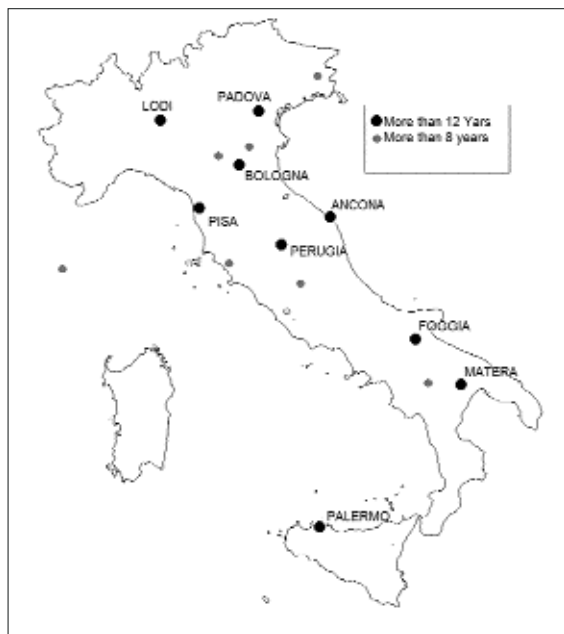 PADOVA
LODI
More than 12 Yars
More than 8 years
BOLOGNA
ANCONA
PISA
PERUGIA
FOGGIA
MATERA
PALERMO